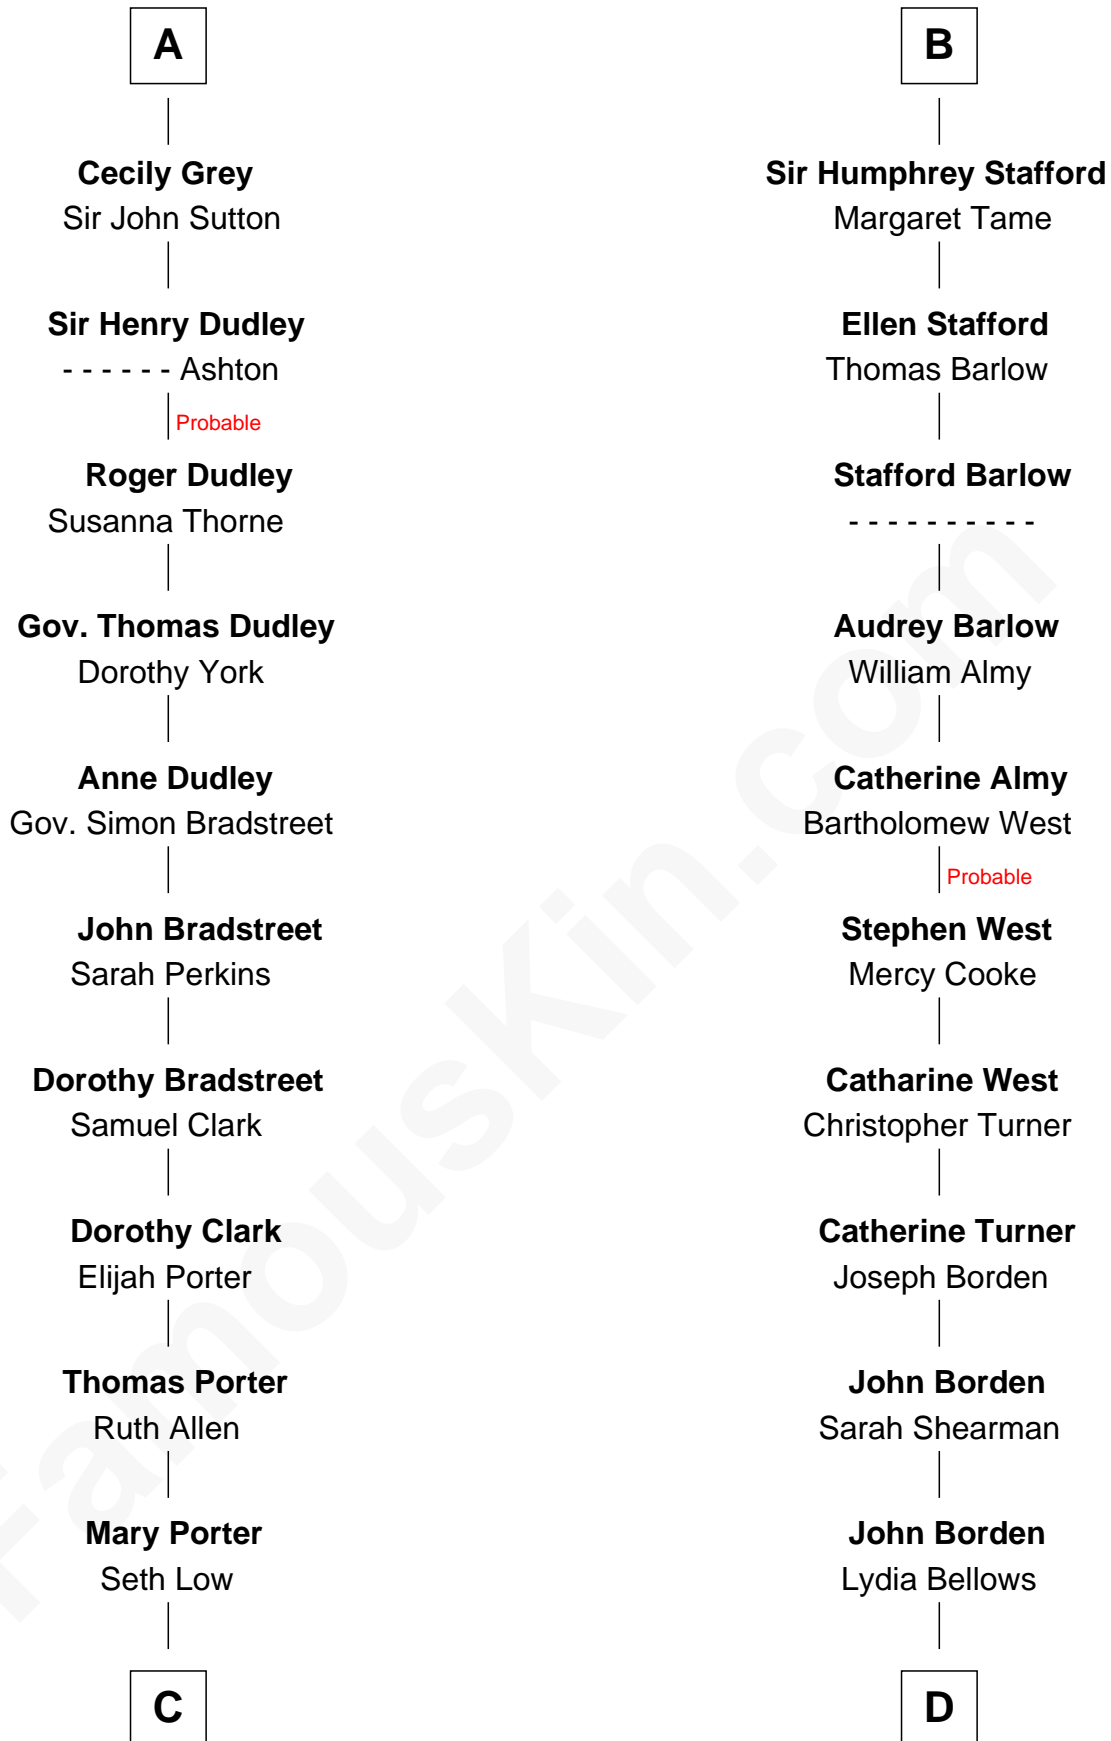 A
Cecily Grey
Sir John Sutton
Sir Henry Dudley
- - - - - - Ashton
Probable
Roger Dudley
Susanna Thorne
Gov. Thomas Dudley
Dorothy York
Anne Dudley
Gov. Simon Bradstreet
John Bradstreet
Sarah Perkins
Dorothy Bradstreet
Samuel Clark
Dorothy Clark
Elijah Porter
Thomas Porter
Ruth Allen
Mary Porter
Seth Low
C
B
Sir Humphrey Stafford
Margaret Tame
Ellen Stafford
Thomas Barlow
Stafford Barlow
- - - - - - - - - -
Audrey Barlow
William Almy
Catherine Almy
Bartholomew West
Probable
Stephen West
Mercy Cooke
Catharine West
Christopher Turner
Catherine Turner
Joseph Borden
John Borden
Sarah Shearman
John Borden
Lydia Bellows
D
FamousKin.com